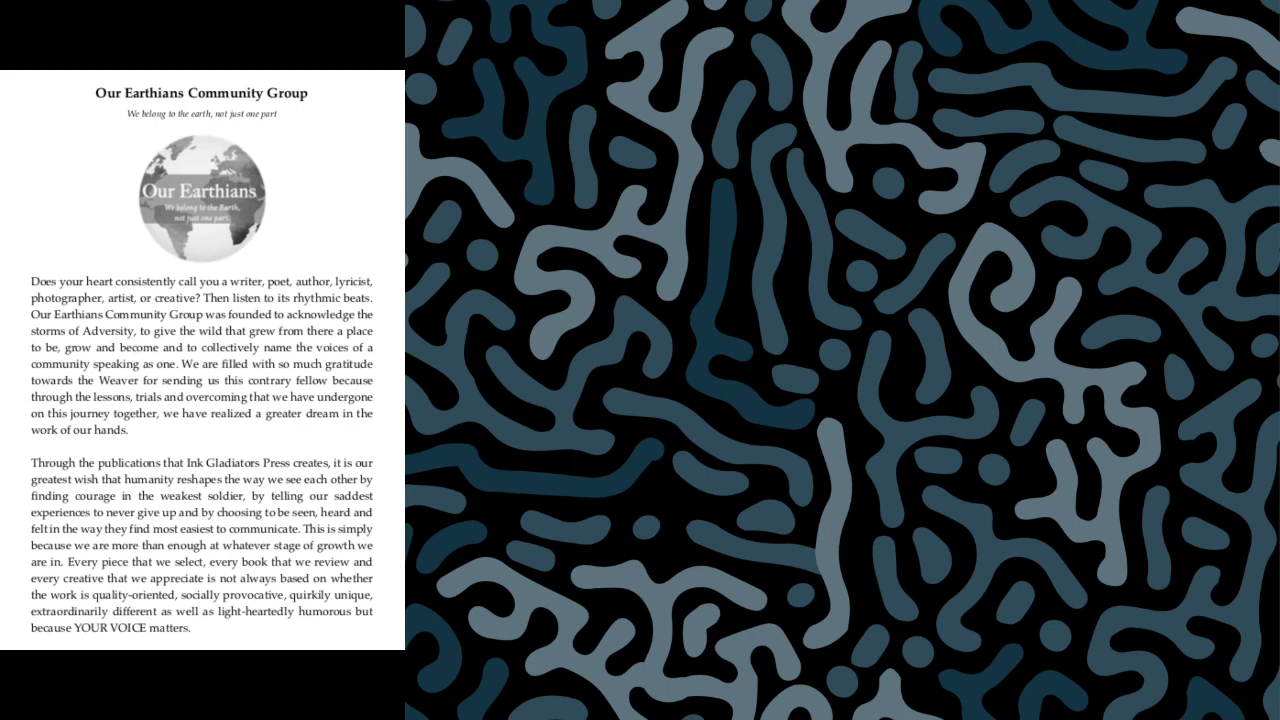 Our Earthians Community Group
We belong to the earth, not just one part
Our Earthians
We belong to the Earth,
not just one part.
Does your heart consistently call you a writer, poet, author, lyricist,
photographer, artist, or creative? Then listen to its rhythmic beats.
Our Earthians Community Group was founded to acknowledge the
storms of Adversity, to give the wild that grew from there a place
to be, grow and become and to collectively name the voices of a
community speaking as one. We are filled with so much gratitude
towards the Weaver for sending us this contrary fellow because
through the lessons, trials and overcoming that we have undergone
on this journey together, we have realized a greater dream in the
work of our hands.
Through the publications that Ink Gladiators Press creates, it is our
greatest wish that humanity reshapes the way we see each other by
finding courage in the weakest soldier, by telling our saddest
experiences to never give up and by choosing to be seen, heard and
felt in the way they find most easiest to communicate. This is simply
because we are more than enough at whatever stage of growth we
are in. Every piece that we select, every book that we review and
every creative that we appreciate is not always based on whether
the work is quality-oriented, socially provocative, quirkily unique,
extraordinarily different as well as light-heartedly humorous but
because YOUR VOICE matters.